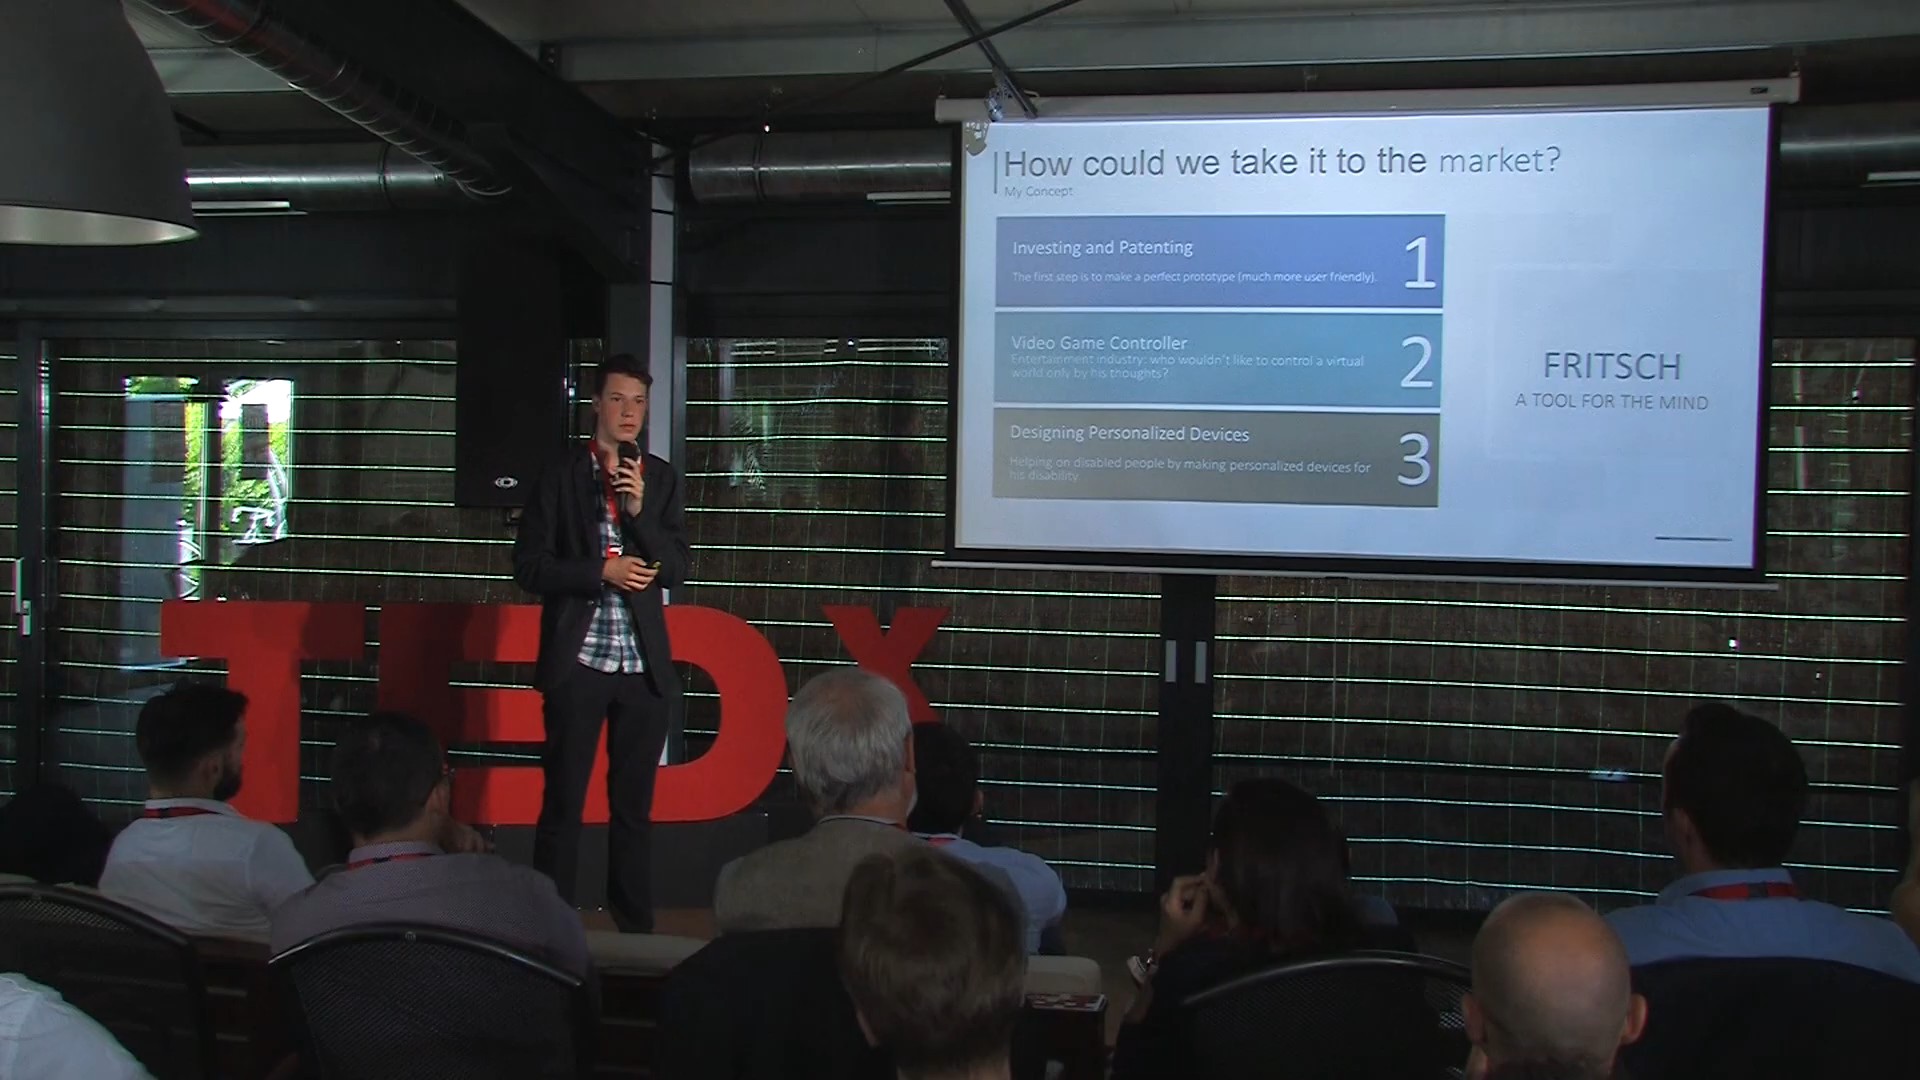 How could we take it to the market?
My Concept
Investing and Patenting
1
The first step is to make a perfect prototype (much more user friendly).
Video Game Controller
2
Entertainment industry: who wouldn't like to control a virtual
world only by his thoughts?
Designing Personalized Devices
3
Helping on disabled people by making personalized devices for
his disability.
FRITSCH
A TOOL FOR THE MIND
TEDx